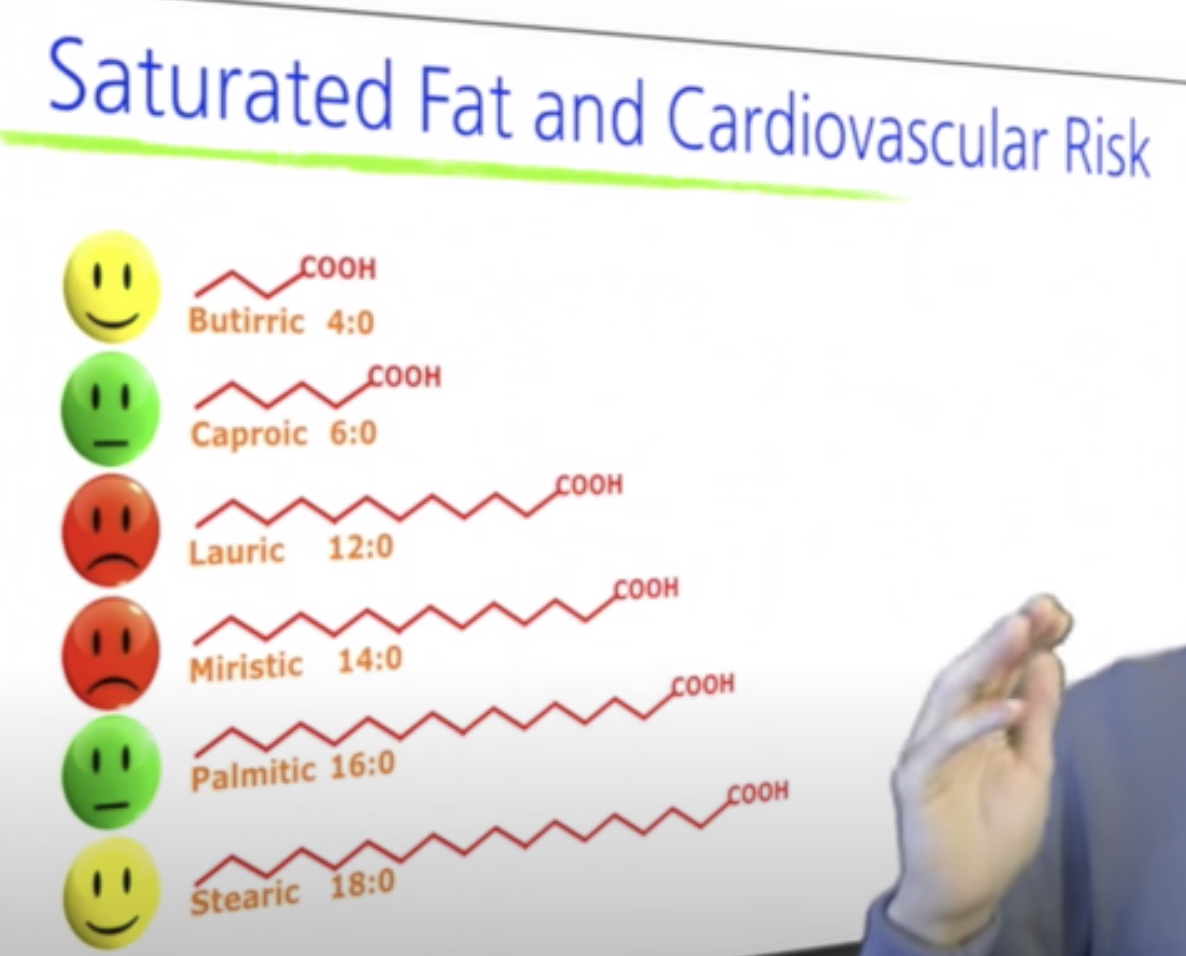 Saturated Fat and Cardiovascular Risk
COOH
Butirric 4:0
COOH
Caproic 6:0
COOH
Lauric 12:0
COOH
Miristic 14:0
COOH
Palmitic 16:0
COOH
Stearic 18:0